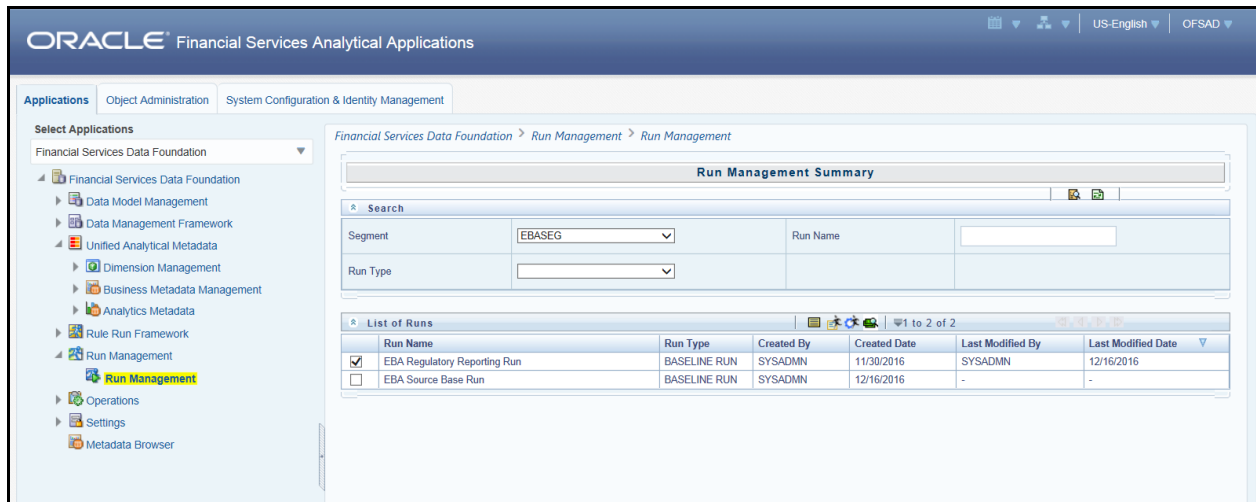 US-English OFSAD
ORACLE® Financial Services Analytical Applications
Applications Object Administration System Configuration & Identity Management
Select Applications
Financial Services Data Foundation
Financial Services Data Foundation
Data Model Management
Data Management Framework
Unified Analytical Metadata
Dimension Management
Business Metadata Management
Analytics Metadata
Rule Run Framework
Run Management
Run Management
Operations
Settings
Metadata Browser
Financial Services Data Foundation > Run Management > Run Management
Run Management Summary
Search
Segment EBASEG Run Name
Run Type
List of Runs 1 to 2 of 2
Run Name Run Type Created By Created Date Last Modified By Last Modified Date
EBA Regulatory Reporting Run BASELINE RUN SYSADMN 11/30/2016 SYSADMN 12/16/2016
EBA Source Base Run BASELINE RUN SYSADMN 12/16/2016 - -